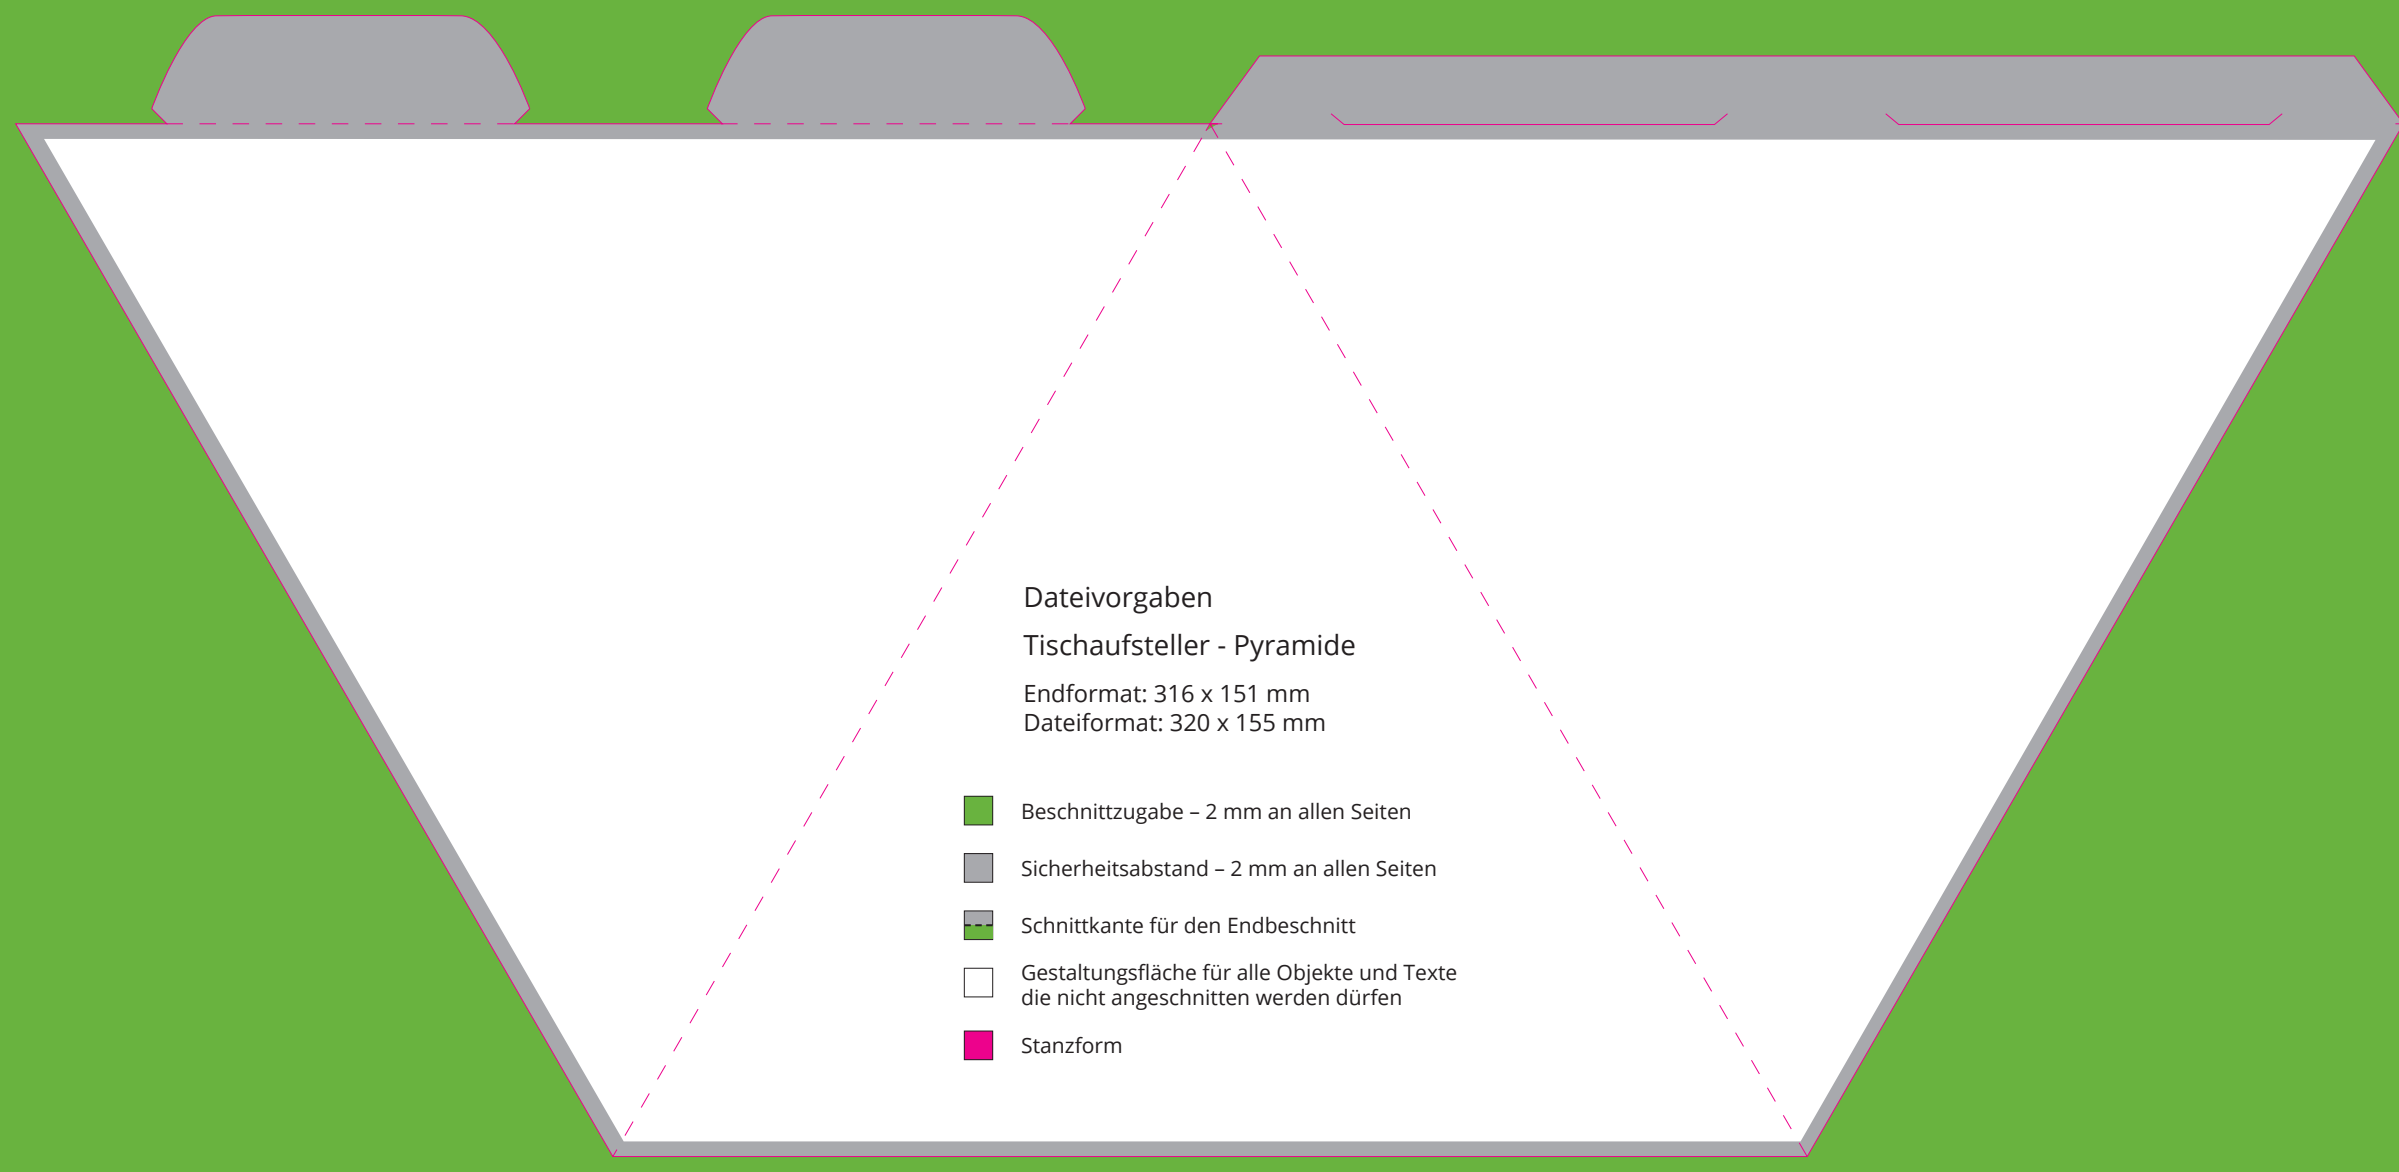 Dateivorgaben
Tischaufsteller - Pyramide
Endformat: 316 x 151 mm
Dateiformat: 320 x 155 mm
Beschnittzugabe – 2 mm an allen Seiten
Sicherheitsabstand – 2 mm an allen Seiten
Schnittkante für den Endbeschnitt
Gestaltungsfläche für alle Objekte und Texte
die nicht angeschnitten werden dürfen
Stanzform